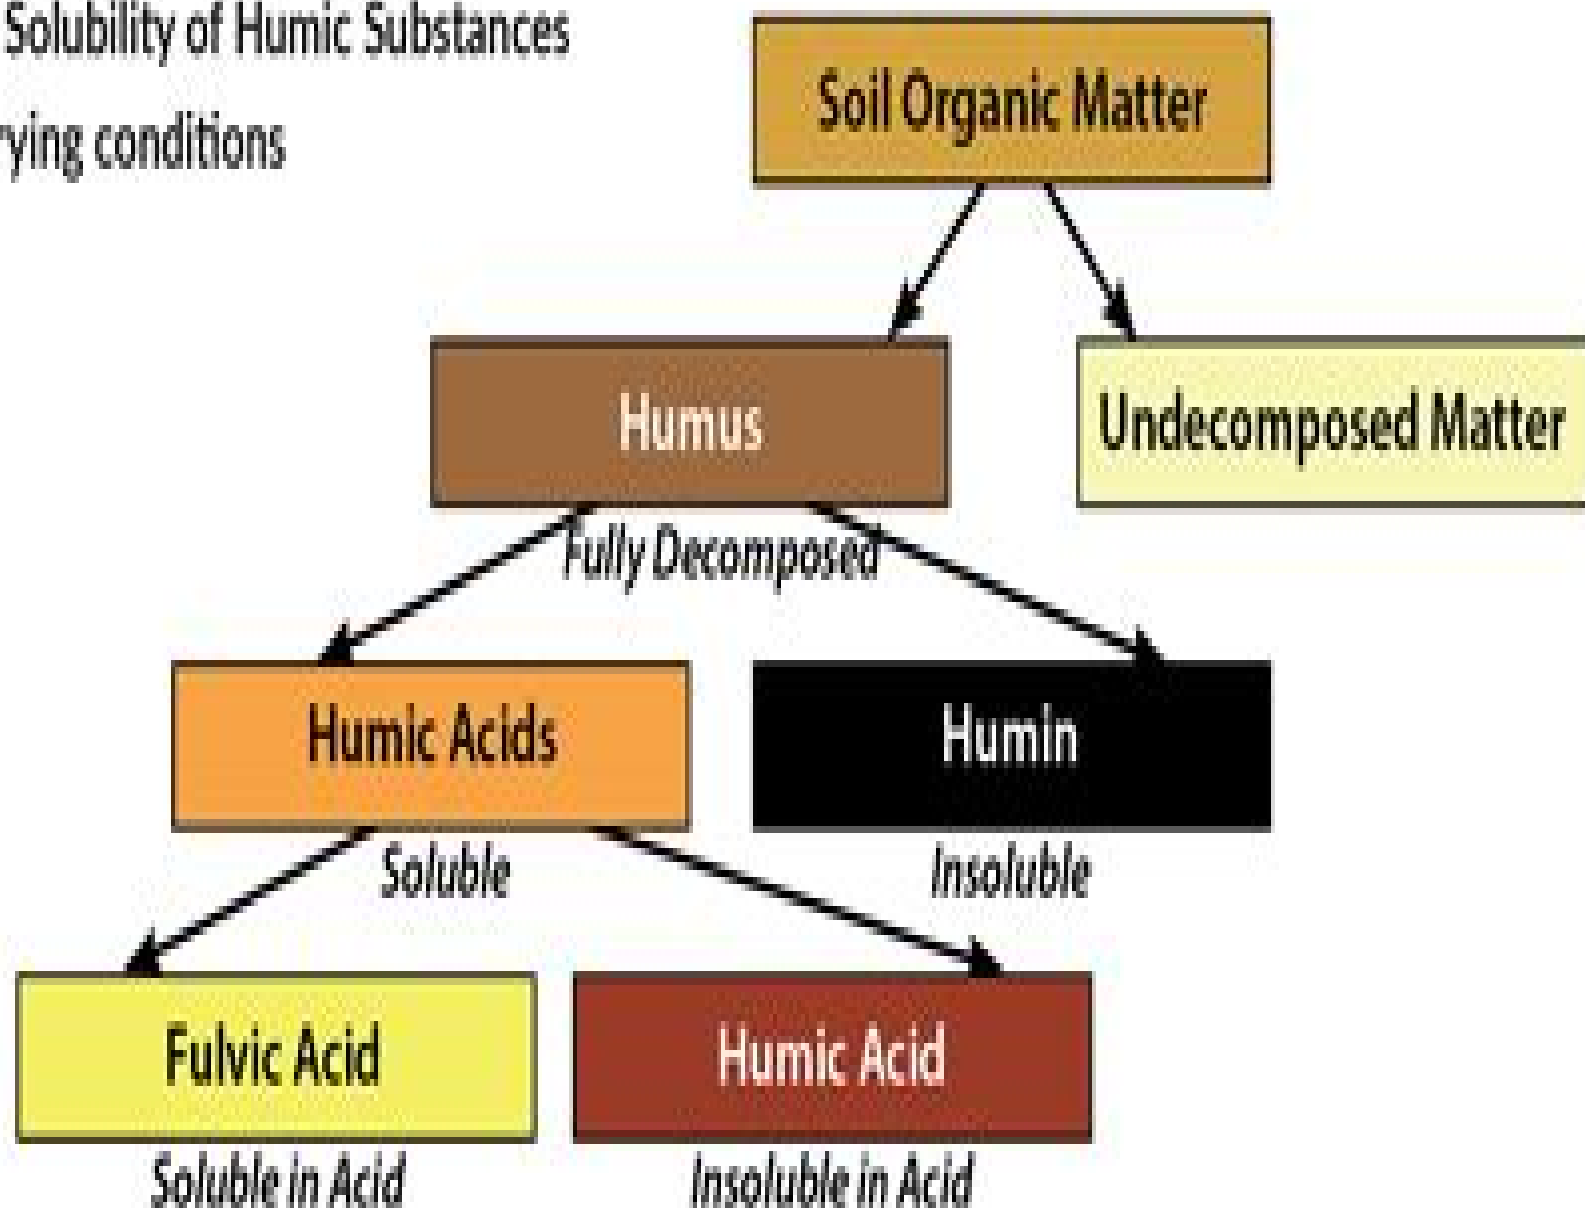 Solubility of Humic Substances
rying conditions
Soil Organic Matter
Humus
Undecomposed Matter
Fully Decomposed
Humic Acids
Humin
Soluble
Insoluble
Fulvic Acid
Humic Acid
Soluble in Acid
Insoluble in Acid